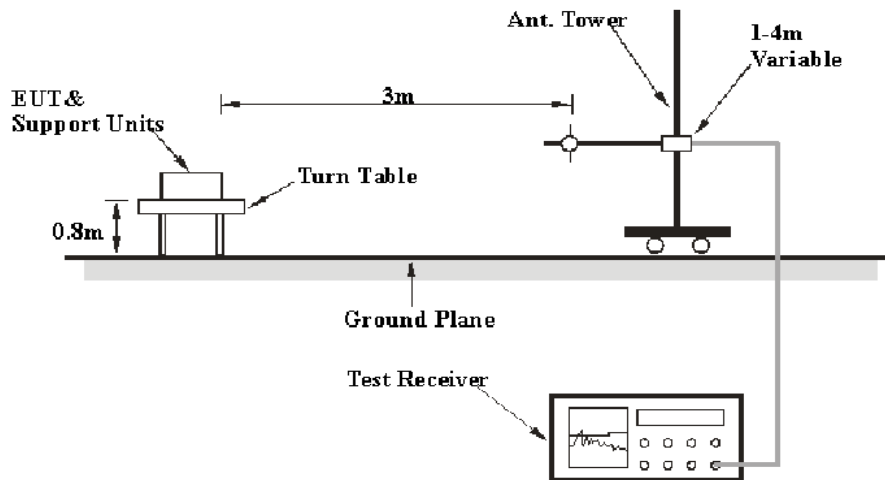 Ant. Tower
1-4m
Variable
3m
EUT &
Support Units
Turn Table
0.8m
Ground Plane
Test Receiver